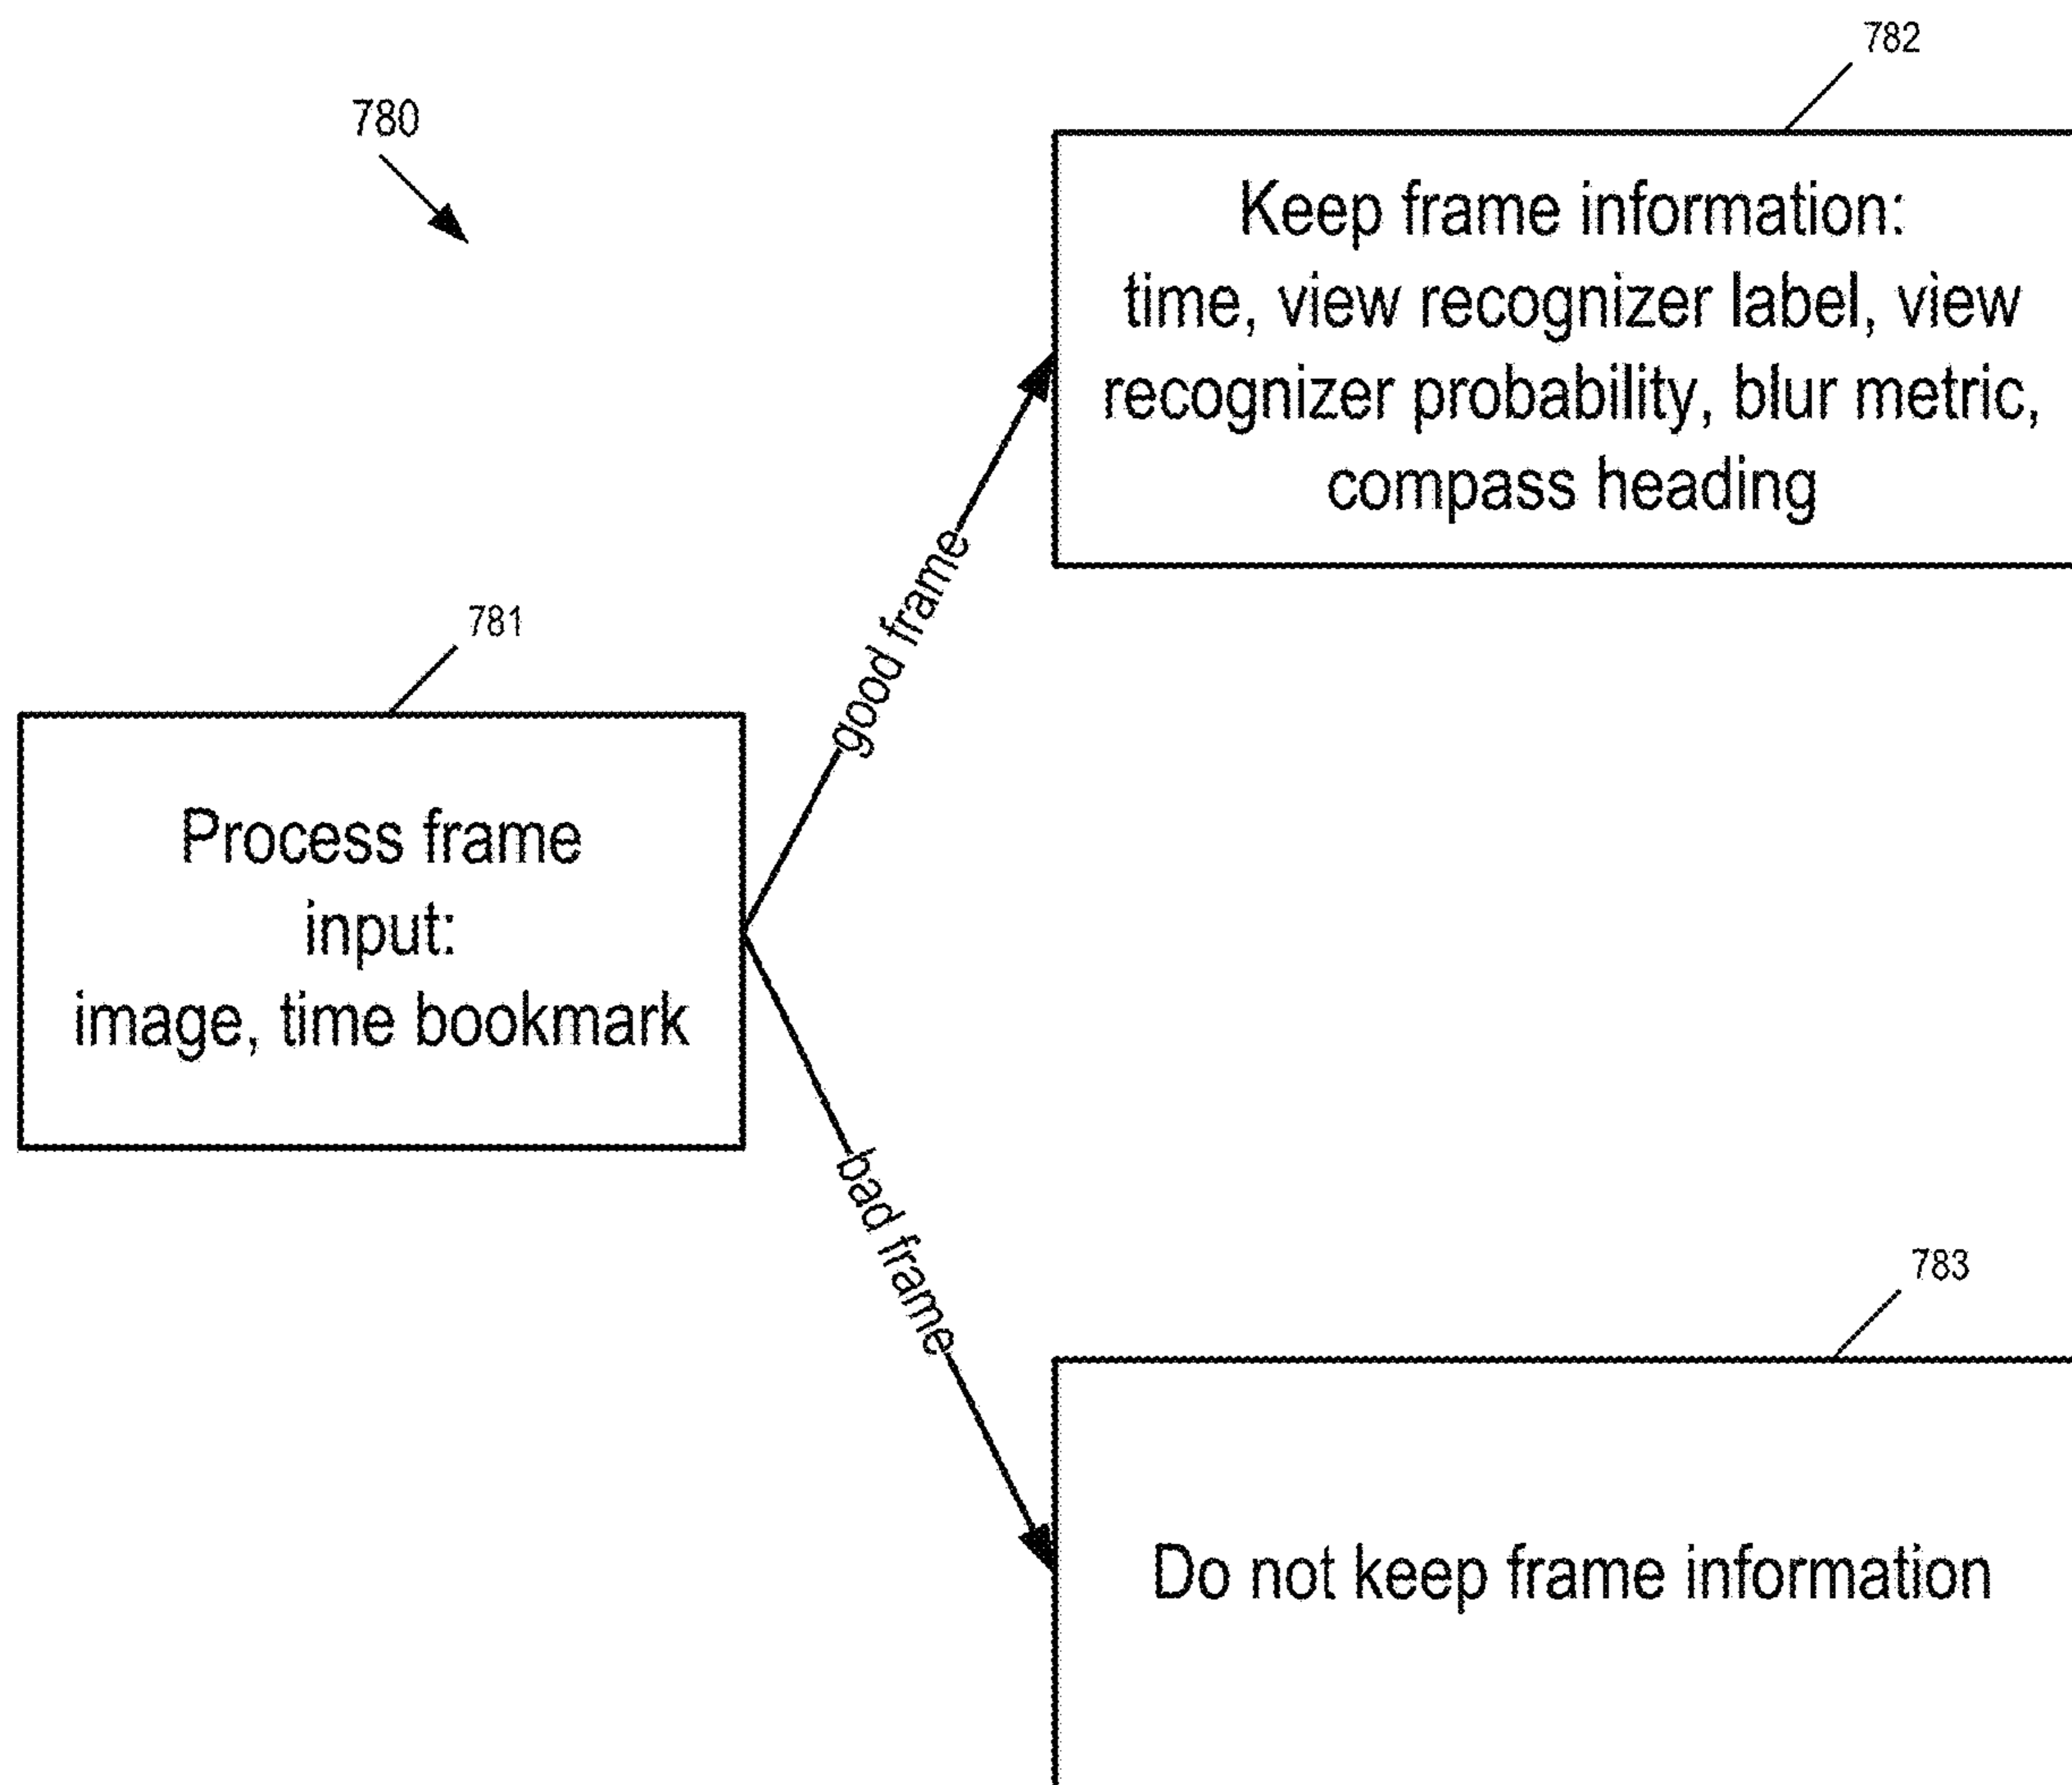 782
780
Keep frame information:
time, view recognizer label, view
recognizer probability, blur metric,
compass heading
good frame
781
Process frame
input:
image, time bookmark
bad frame
783
Do not keep frame information